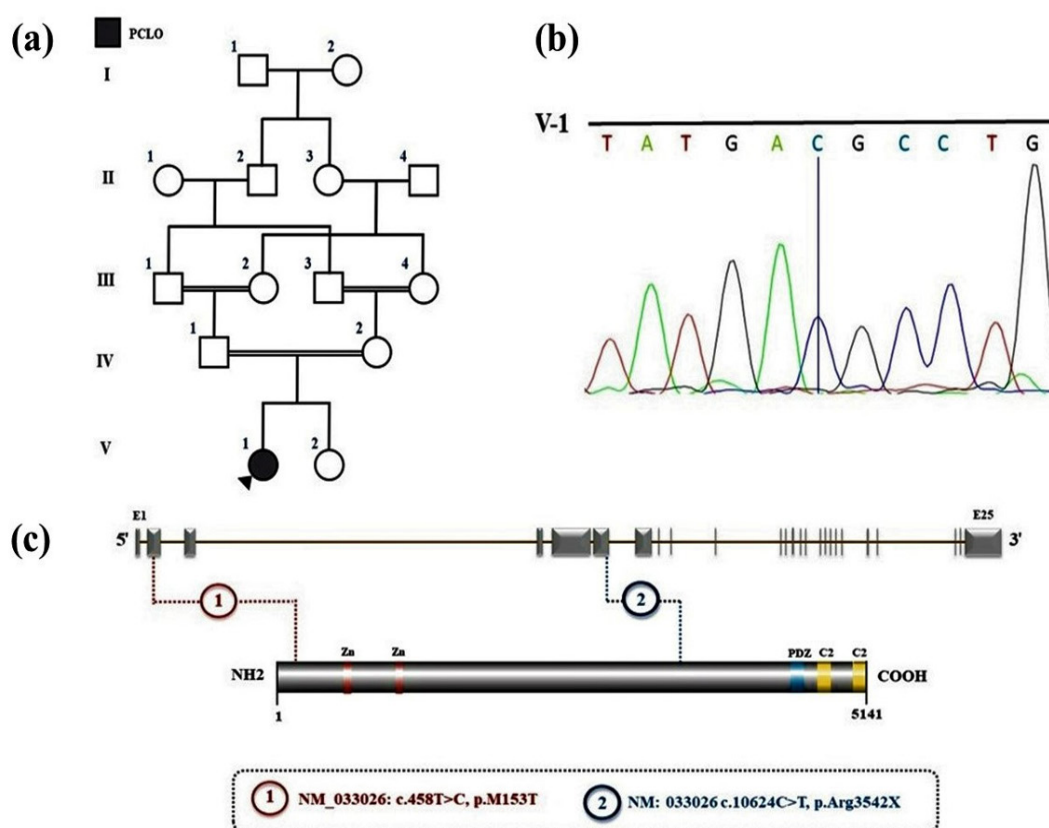 (a)
PCLO
I
1 2
II
1 2 3 4
III
1 2 3 4
IV
1 2
V
1 2
(b)
V-1
T A T G A C G C C T G
(c)
E1 E25
5' 3'
1 2
Zn Zn PDZ C2 C2
NH2 COOH
1 5141
1 NM_033026: c.458T>C, p.M153T
2 NM: 033026 c.10624C>T, p.Arg3542X